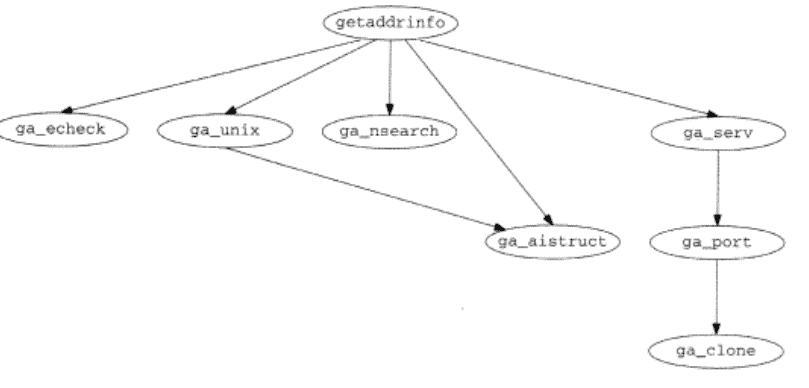 getaddrinfo
ga_echeck
ga_unix
ga_nsearch
ga_serv
ga_aistruct
ga_port
ga_clone